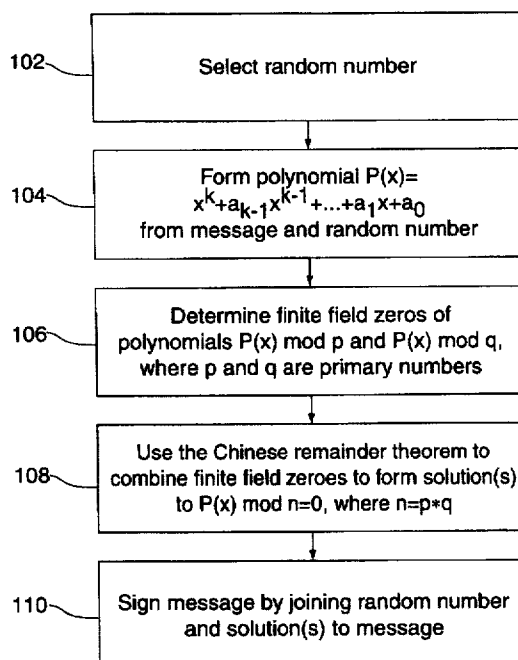 102
Select random number
104
Form polynomial P(x)=
x^k+a_{k-1}x^{k-1}+...+a_1x+a_0
from message and random number
106
Determine finite field zeros of
polynomials P(x) mod p and P(x) mod q,
where p and q are primary numbers
108
Use the Chinese remainder theorem to
combine finite field zeroes to form solution(s)
to P(x) mod n=0, where n=p*q
110
Sign message by joining random number
and solution(s) to message